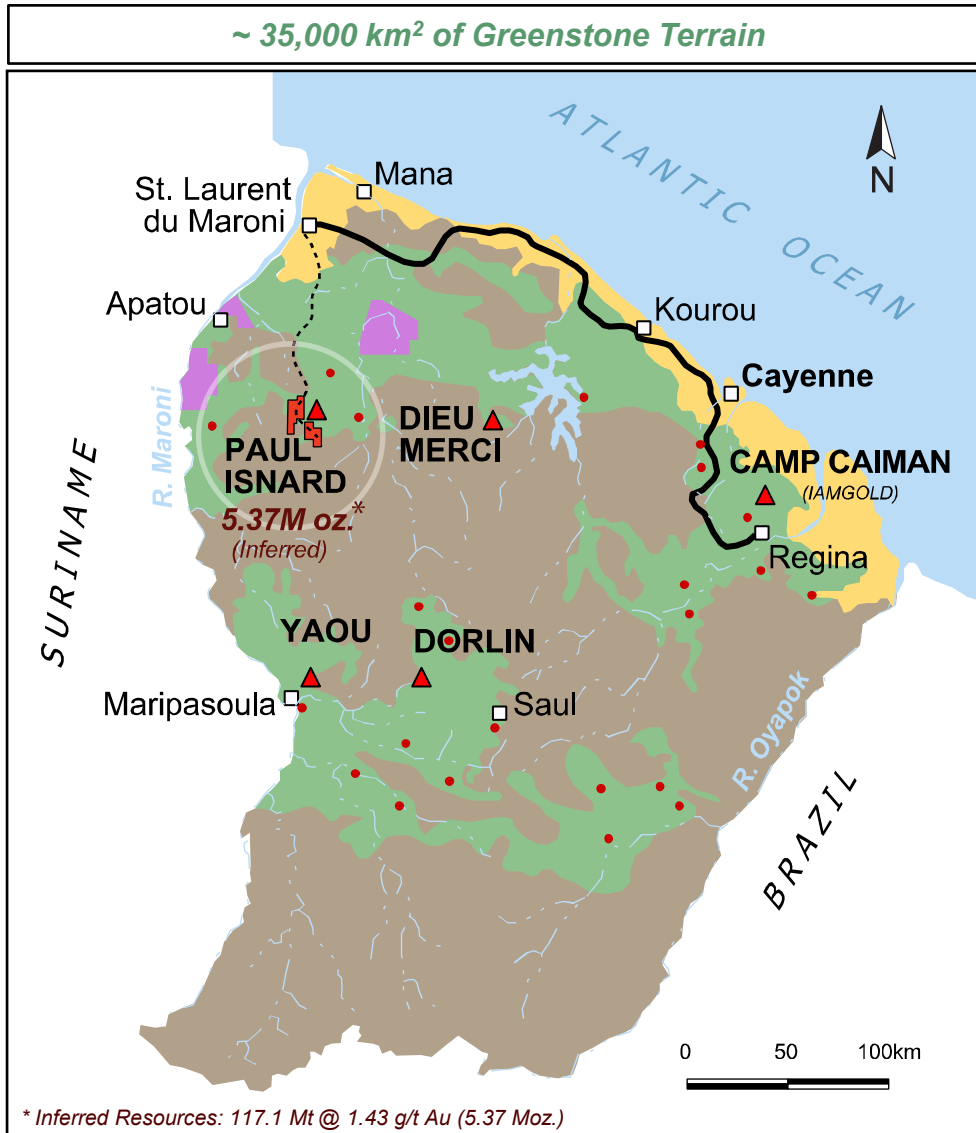 ~ 35,000 km² of Greenstone Terrain
ATLANTIC OCEAN
N
Mana
St. Laurent
du Maroni
Apatou
Kourou
Cayenne
R. Maroni
DIEU
MERCI
PAUL
ISNARD
5.37M oz.*
(Inferred)
CAMP CAIMAN
(IAMGOLD)
Regina
SURINAME
YAOU
DORLIN
Maripasoula
Saul
R. Oyapok
BRAZIL
0 50 100km
* Inferred Resources: 117.1 Mt @ 1.43 g/t Au (5.37 Moz.)